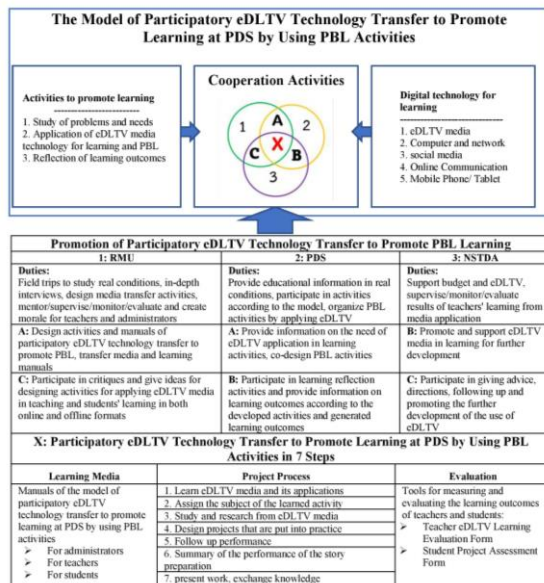 The Model of Participatory eDLTV Technology Transfer to Promote
Learning at PDS by Using PBL Activities
Activities to promote learning
--------------------------
1. Study of problems and needs
2. Application of eDLTV media
technology for learning and PBL
3. Reflection of learning outcomes
Cooperation Activities
1
A
2
X
C
B
3
Digital technology for
learning
--------------------------------
1. eDLTV media
2. Computer and network
3. social media
4. Online Communication
5. Mobile Phone/ Tablet
Promotion of Participatory eDLTV Technology Transfer to Promote PBL Learning
1: RMU
Duties:
Field trips to study real conditions, in-depth
interviews, design media transfer activities,
mentor/supervise/monitor/evaluate and create
morale for teachers and administrators
A: Design activities and manuals of
participatory eDLTV technology transfer to
promote PBL, transfer media and learning
manuals
C: Participate in critiques and give ideas for
designing activities for applying eDLTV media
in teaching and students' learning in both
online and offline formats
2: PDS
Duties:
Provide educational information in real
conditions, participate in activities
according to the model, organize PBL
activities by applying eDLTV
A: Provide information on the need of
eDLTV application in learning
activities, co-design PBL activities
B: Participate in learning reflection
activities and provide information on
learning outcomes according to the
developed activities and generated
learning outcomes
3: NSTDA
Duties:
Support budget and eDLTV,
supervise/monitor/evaluate
results of teachers' learning from
media application
B: Promote and support eDLTV
media in learning for further
development
C: Participate in giving advice,
directions, following up and
promoting the further
development of the use of
eDLTV
X: Participatory eDLTV Technology Transfer to Promote Learning at PDS by Using PBL
Activities in 7 Steps
Learning Media
Manuals of the model of
participatory eDLTV
technology transfer to promote
learning at PDS by using PBL
activities
➢ For administrators
➢ For teachers
➢ For students
Project Process
1. Learn eDLTV media and its applications
2. Assign the subject of the learned activity
3. Study and research from eDLTV media
4. Design projects that are put into practice
5. Follow up performance
6. Summary of the performance of the story
preparation
7. present work, exchange knowledge
Evaluation
Tools for measuring and
evaluating the learning outcomes
of teachers and students:
➢ Teacher eDLTV Learning
Evaluation Form
➢ Student Project Assessment
Form